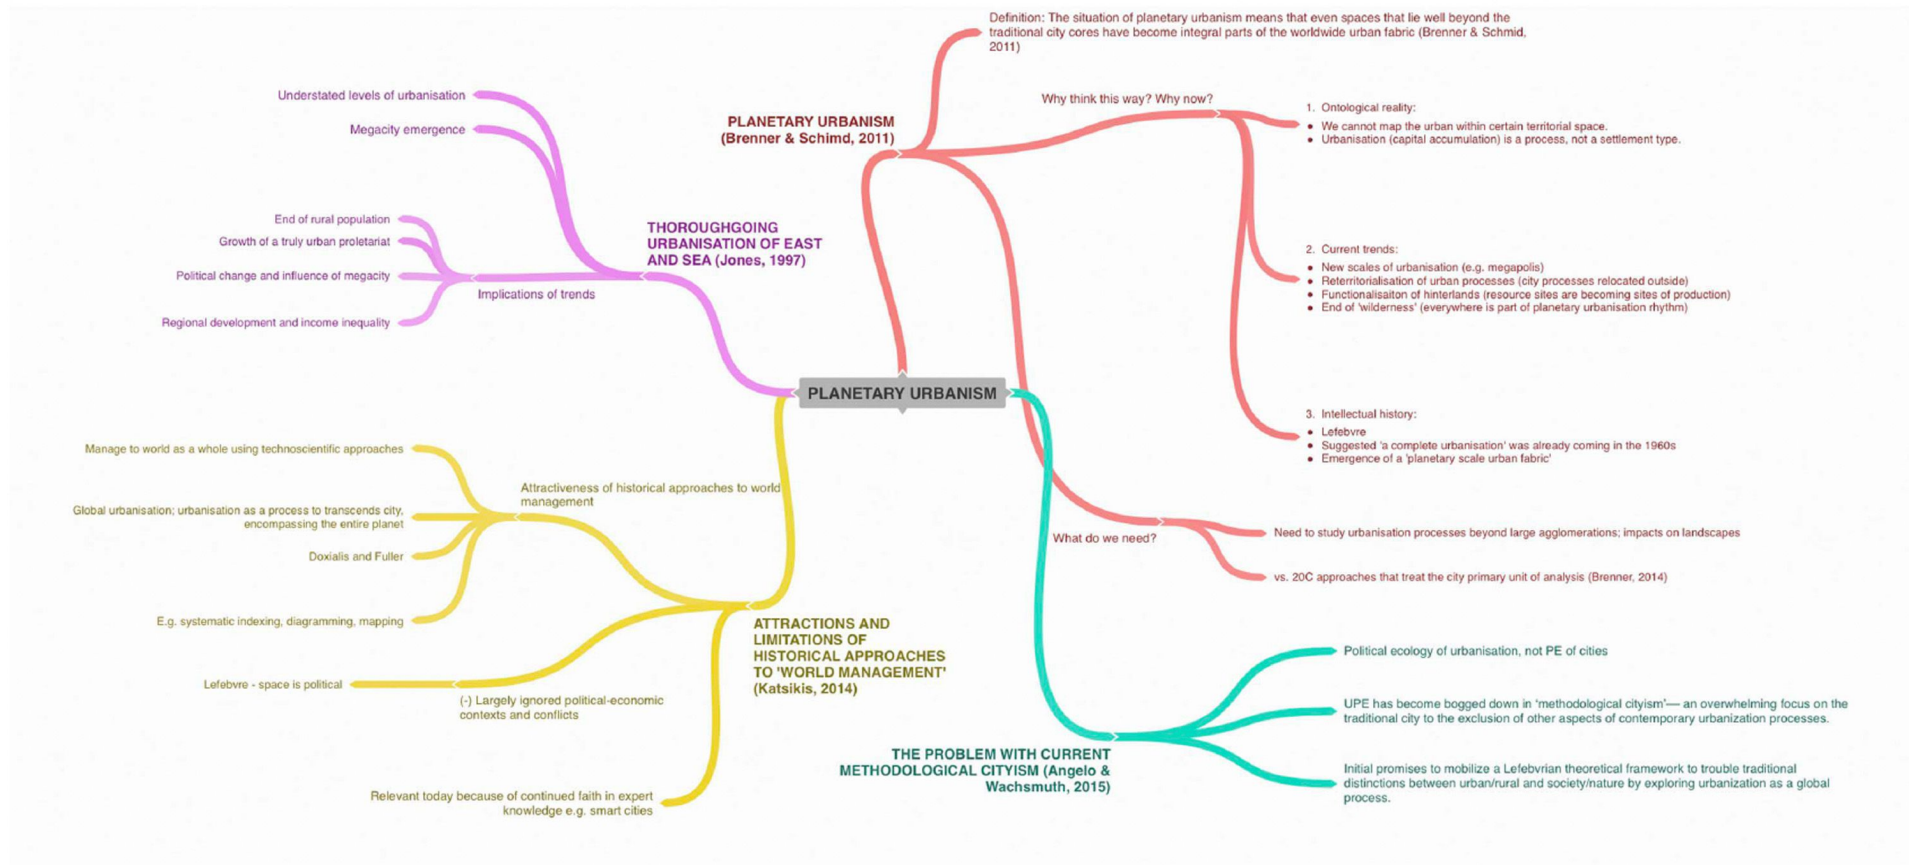 Definition: The situation of planetary urbanism means that even spaces that lie well beyond the
traditional city cores have become integral parts of the worldwide urban fabric (Brenner & Schmid,
2011)
PLANETARY URBANISM
(Brenner & Schimd, 2011)
Why think this way? Why now?
1. Ontological reality:
• We cannot map the urban within certain territorial space.
• Urbanisation (capital accumulation) is a process, not a settlement type.
2. Current trends:
• New scales of urbanisation (e.g. megapolis)
• Reterritorialisation of urban processes (city processes relocated outside)
• Functionalisaiton of hinterlands (resource sites are becoming sites of production)
• End of 'wilderness' (everywhere is part of planetary urbanisation rhythm)
3. Intellectual history:
• Lefebvre
• Suggested 'a complete urbanisation' was already coming in the 1960s
• Emergence of a 'planetary scale urban fabric'
What do we need?
Need to study urbanisation processes beyond large agglomerations; impacts on landscapes
vs. 20C approaches that treat the city primary unit of analysis (Brenner, 2014)
Understated levels of urbanisation
Megacity emergence
THOROUGHGOING
URBANISATION OF EAST
AND SEA (Jones, 1997)
End of rural population
Growth of a truly urban proletariat
Political change and influence of megacity
Regional development and income inequality
Implications of trends
PLANETARY URBANISM
Manage to world as a whole using technoscientific approaches
Attractiveness of historical approaches to world
management
Global urbanisation; urbanisation as a process to transcends city,
encompassing the entire planet
Doxialis and Fuller
E.g. systematic indexing, diagramming, mapping
ATTRACTIONS AND
LIMITATIONS OF
HISTORICAL APPROACHES
TO 'WORLD MANAGEMENT'
(Katsikis, 2014)
Lefebvre - space is political
(-) Largely ignored political-economic
contexts and conflicts
Relevant today because of continued faith in expert
knowledge e.g. smart cities
THE PROBLEM WITH CURRENT
METHODOLOGICAL CITYISM (Angelo &
Wachsmuth, 2015)
Political ecology of urbanisation, not PE of cities
UPE has become bogged down in 'methodological cityism'— an overwhelming focus on the
traditional city to the exclusion of other aspects of contemporary urbanization processes.
Initial promises to mobilize a Lefebvrian theoretical framework to trouble traditional
distinctions between urban/rural and society/nature by exploring urbanization as a global
process.